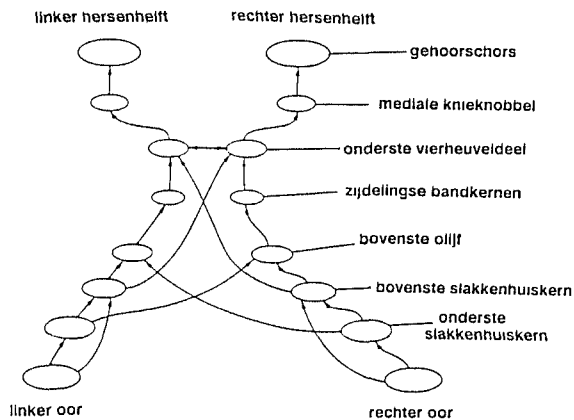 linker hersenhelft
rechter hersenhelft
gehoorschors
mediale knieknobbel
onderste vierheuveldeel
zijdelingse bandkernen
bovenste olijf
bovenste slakkenhuiskern
onderste
slakkenhuiskern
linker oor
rechter oor